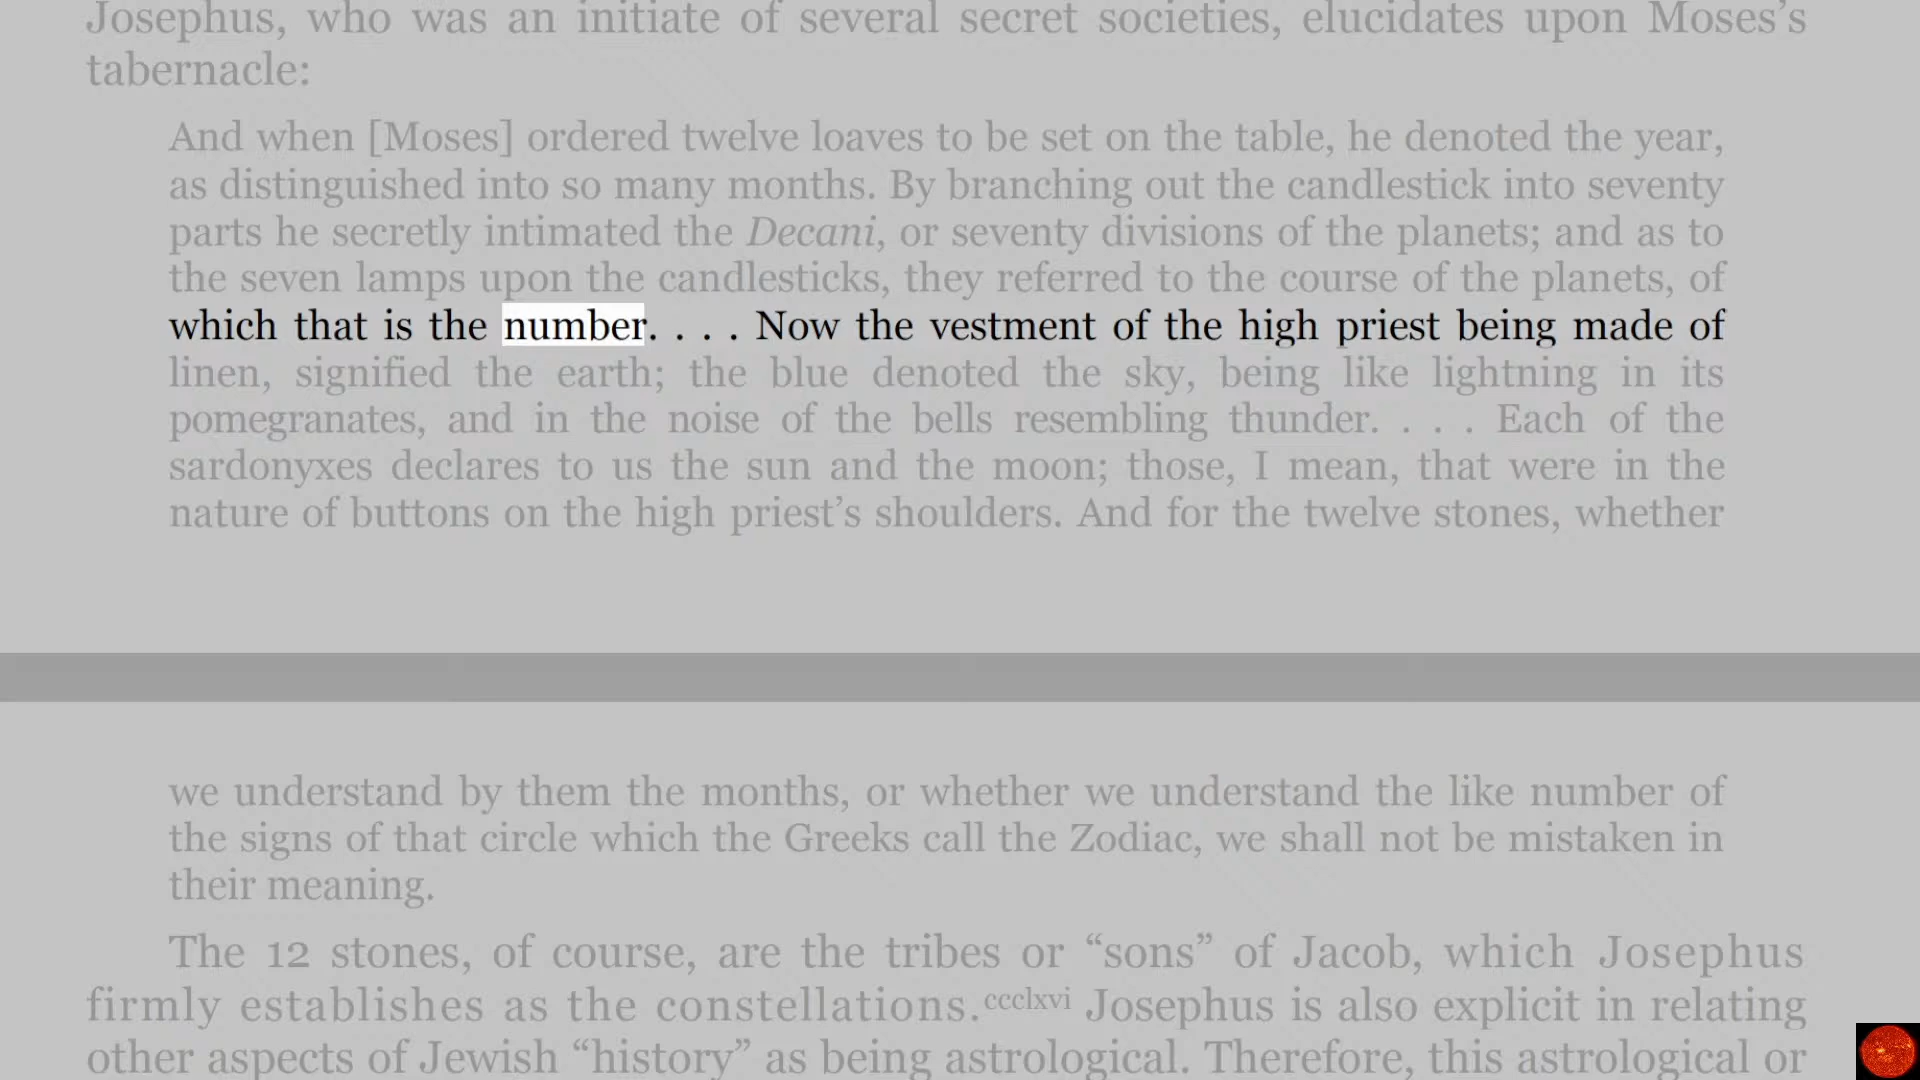 Josephus, who was an initiate of several secret societies, elucidates upon Moses’s
tabernacle:
And when [Moses] ordered twelve loaves to be set on the table, he denoted the year,
as distinguished into so many months. By branching out the candlestick into seventy
parts he secretly intimated the Decani, or seventy divisions of the planets; and as to
the seven lamps upon the candlesticks, they referred to the course of the planets, of
which that is the number. . . . Now the vestment of the high priest being made of
linen, signified the earth; the blue denoted the sky, being like lightning in its
pomegranates, and in the noise of the bells resembling thunder. . . . Each of the
sardonyxes declares to us the sun and the moon; those, I mean, that were in the
nature of buttons on the high priest’s shoulders. And for the twelve stones, whether
we understand by them the months, or whether we understand the like number of
the signs of that circle which the Greeks call the Zodiac, we shall not be mistaken in
their meaning.
The 12 stones, of course, are the tribes or “sons” of Jacob, which Josephus
firmly establishes as the constellations.ccclxvi Josephus is also explicit in relating
other aspects of Jewish “history” as being astrological. Therefore, this astrological or